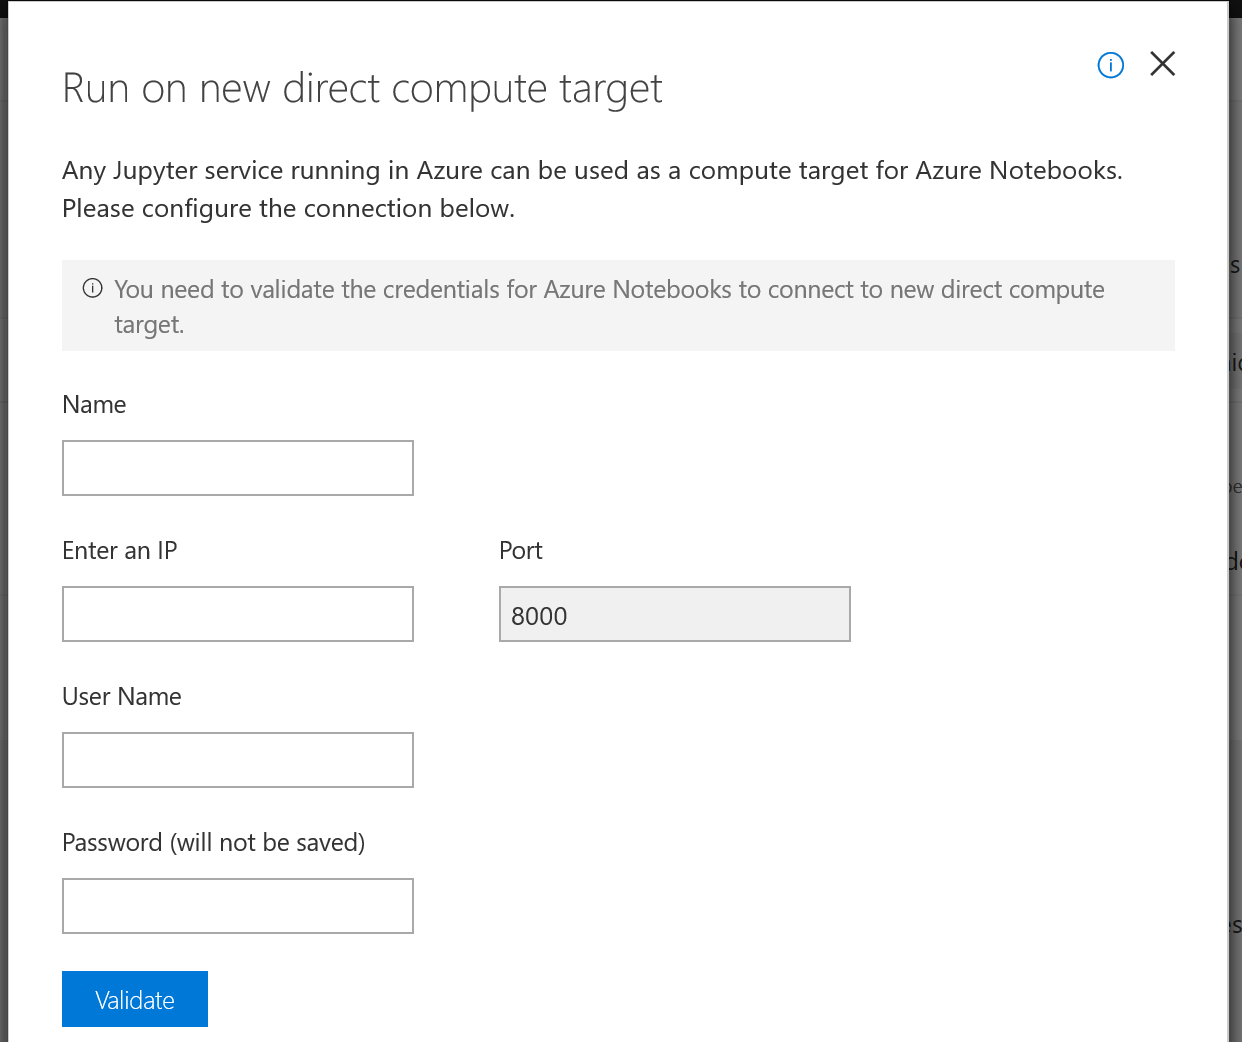 Run on new direct compute target
Any Jupyter service running in Azure can be used as a compute target for Azure Notebooks.
Please configure the connection below.
You need to validate the credentials for Azure Notebooks to connect to new direct compute
target.
Name
Enter an IP
Port
8000
User Name
Password (will not be saved)
Validate